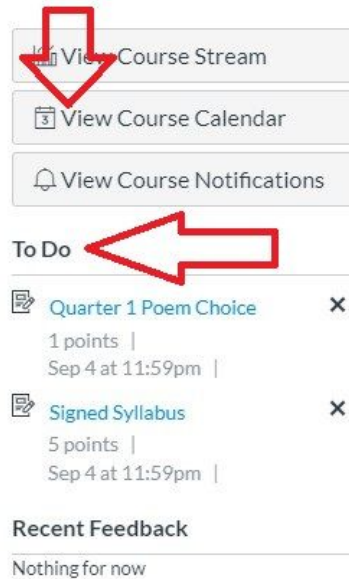 View Course Stream
3
View Course Calendar
View Course Notifications
To Do
Quarter 1 Poem Choice
1 points |
Sep 4 at 11:59pm |
Signed Syllabus
5 points |
Sep 4 at 11:59pm |
Recent Feedback
Nothing for now